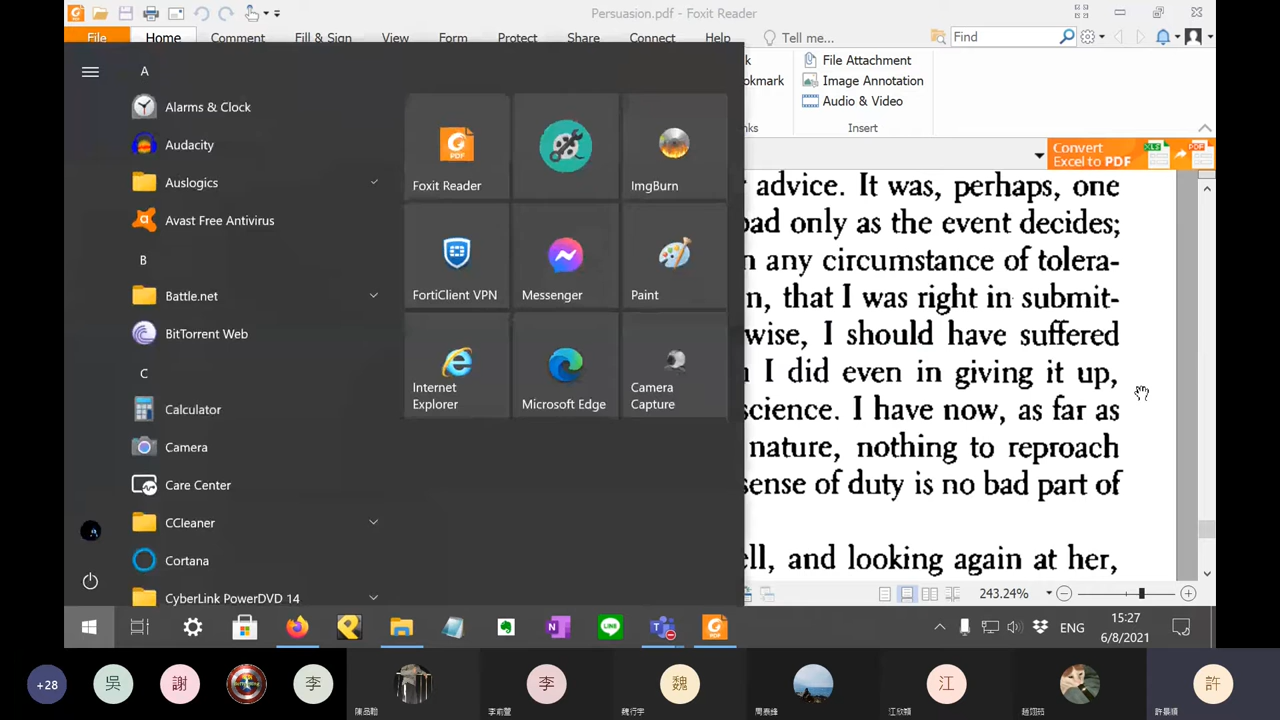 Persuasion.pdf - Foxit Reader
File Home Comment Fill & Sign View Form Protect Share Connect Help Tell me... Find
File Attachment
Image Annotation
Audio & Video
Insert
Convert
Excel to PDF
A
Alarms & Clock
Audacity
Auslogics
Avast Free Antivirus
B
Battle.net
BitTorrent Web
C
Calculator
Camera
Care Center
CCleaner
Cortana
CyberLink PowerDVD 14
Foxit Reader
ImgBurn
FortiClient VPN
Messenger
Paint
Internet
Explorer
Microsoft Edge
Camera
Capture
advice. It was, perhaps, one
only as the event decides;
any circumstance of tolera-
that I was right in submit-
wise, I should have suffered
I did even in giving it up,
science. I have now, as far as
nature, nothing to reproach
sense of duty is no bad part of
and looking again at her,
243.24%
ENG
15:27
6/8/2021
+28
吳
謝
李
李
魏
江
許